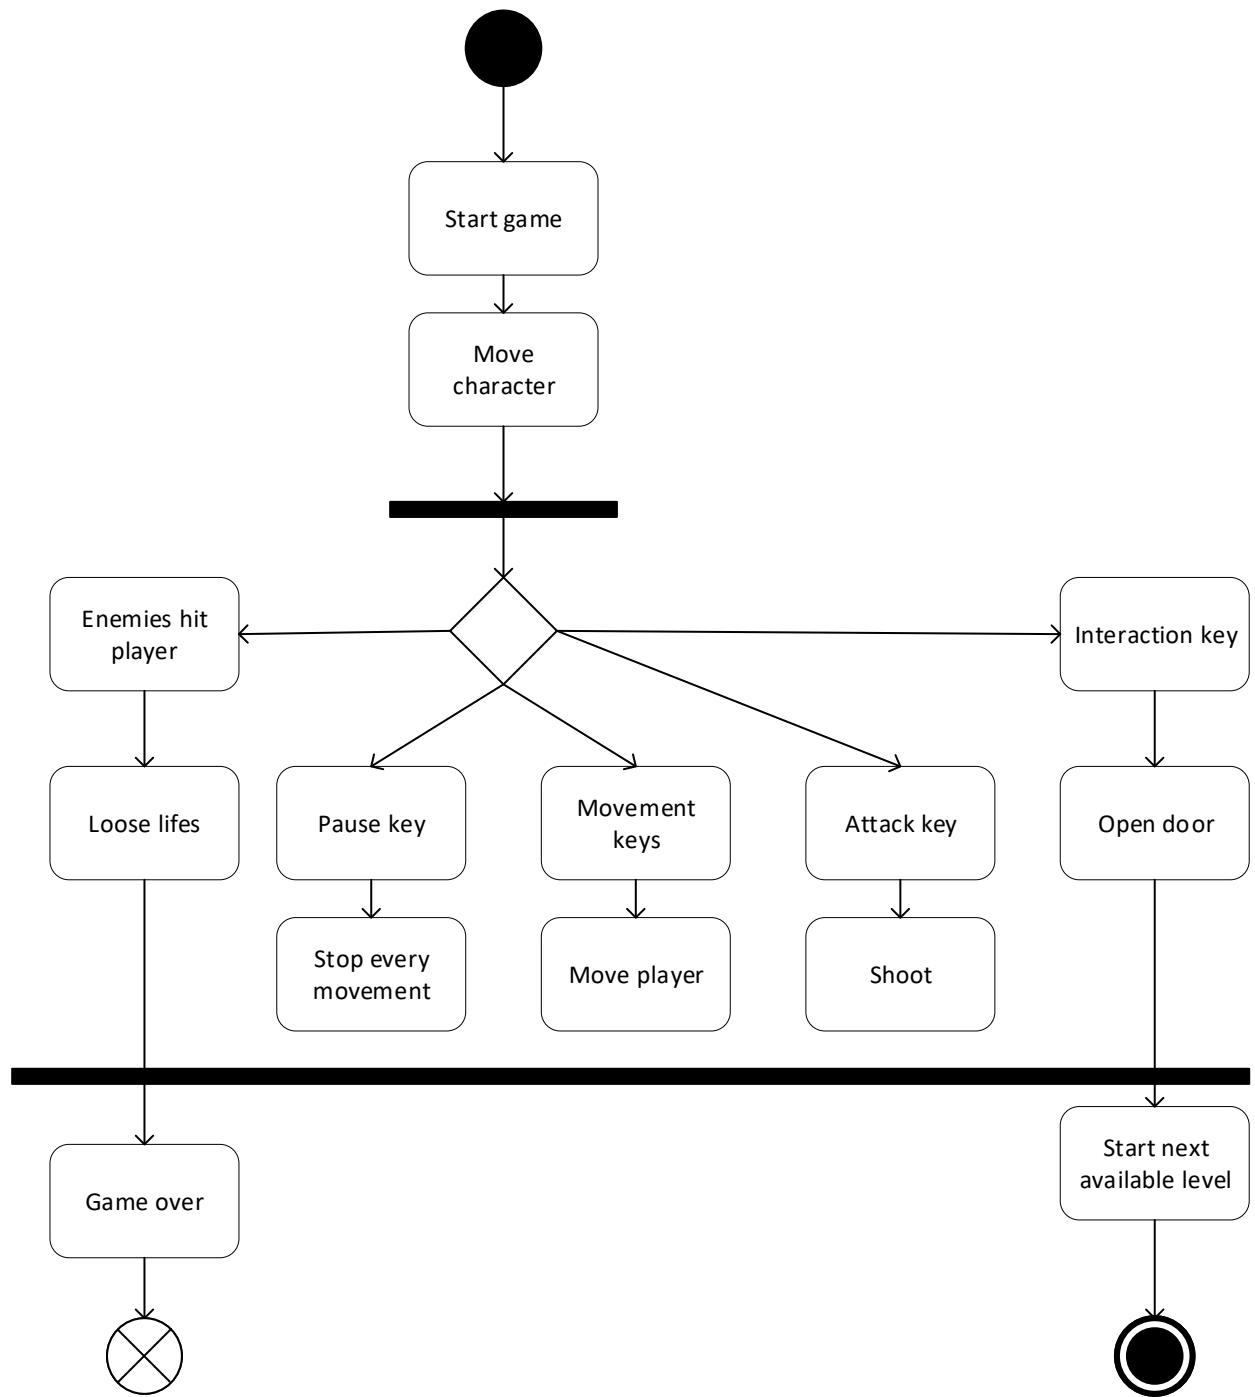 Start game
Move
character
Enemies hit
player
Interaction key
Loose lifes
Pause key
Movement
keys
Attack key
Open door
Stop every
movement
Move player
Shoot
Game over
Start next
available level